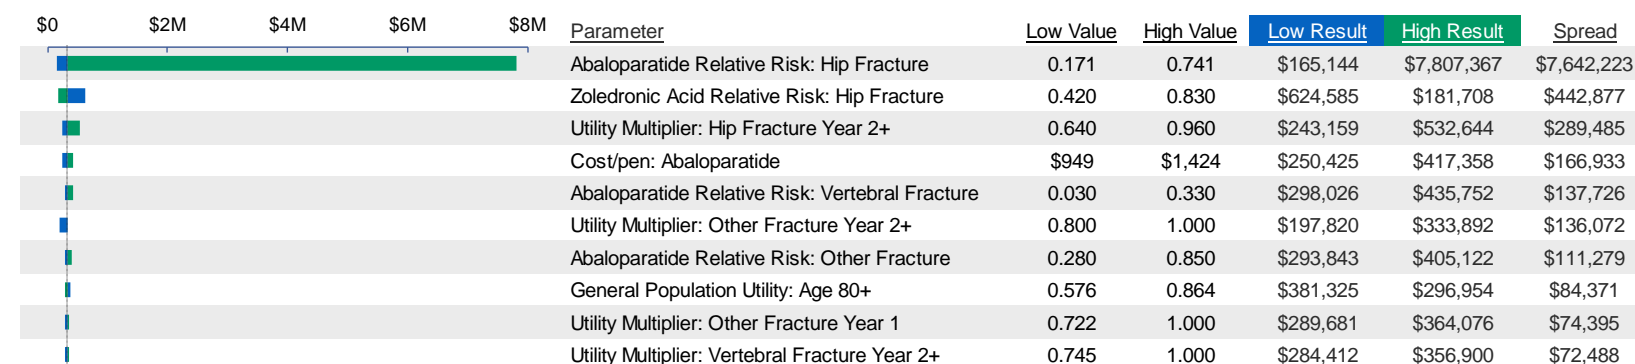 $0 $2M $4M $6M $8M Parameter Low Value High Value Low Result High Result Spread
Abaloparatide Relative Risk: Hip Fracture 0.171 0.741 $165,144 $7,807,367 $7,642,223
Zoledronic Acid Relative Risk: Hip Fracture 0.420 0.830 $624,585 $181,708 $442,877
Utility Multiplier: Hip Fracture Year 2+ 0.640 0.960 $243,159 $532,644 $289,485
Cost/pen: Abaloparatide $949 $1,424 $250,425 $417,358 $166,933
Abaloparatide Relative Risk: Vertebral Fracture 0.030 0.330 $298,026 $435,752 $137,726
Utility Multiplier: Other Fracture Year 2+ 0.800 1.000 $197,820 $333,892 $136,072
Abaloparatide Relative Risk: Other Fracture 0.280 0.850 $293,843 $405,122 $111,279
General Population Utility: Age 80+ 0.576 0.864 $381,325 $296,954 $84,371
Utility Multiplier: Other Fracture Year 1 0.722 1.000 $289,681 $364,076 $74,395
Utility Multiplier: Vertebral Fracture Year 2+ 0.745 1.000 $284,412 $356,900 $72,488